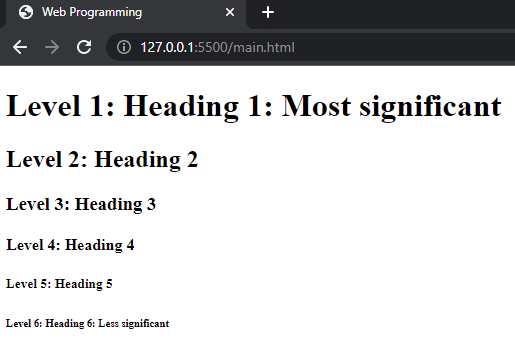 Web Programming
127.0.0.1:5500/main.html
Level 1: Heading 1: Most significant
Level 2: Heading 2
Level 3: Heading 3
Level 4: Heading 4
Level 5: Heading 5
Level 6: Heading 6: Less significant